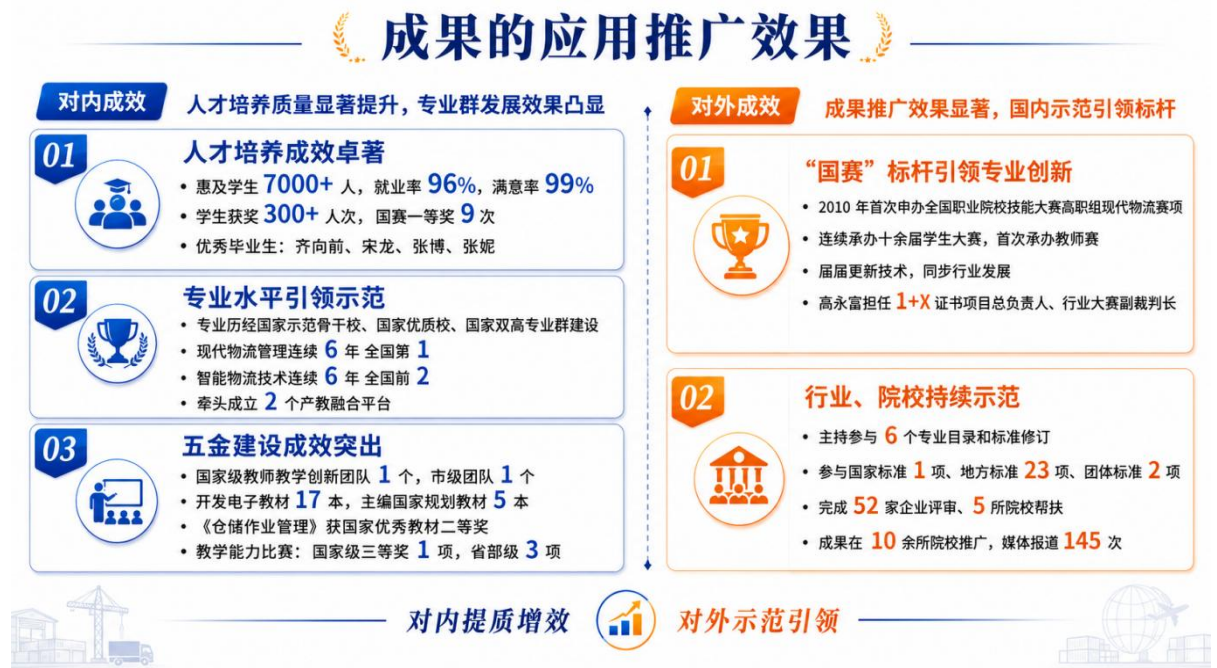 成果的应用推广效果
对内成效
人才培养质量显著提升，专业群发展效果凸显
01
人才培养成效卓著
• 惠及学生 7000+ 人，就业率 96%，满意率 99%
• 学生获奖 300+ 人次，国赛一等奖 9 次
• 优秀毕业生：齐向前、宋龙、张博、张妮
02
专业水平引领示范
• 专业历经国家示范骨干校、国家优质校、国家双高专业群建设
• 现代物流管理连续 6 年 全国第 1
• 智能物流技术连续 6 年 全国前 2
• 牵头成立 2 个产教融合平台
03
五金建设成效突出
• 国家级教师教学创新团队 1 个，市级团队 1 个
• 开发电子教材 17 本，主编国家规划教材 5 本
• 《仓储作业管理》获国家优秀教材二等奖
• 教学能力比赛：国家级三等奖 1 项，省部级 3 项
对外成效
成果推广效果显著，国内示范引领标杆
01
“国赛”标杆引领专业创新
• 2010 年首次申办全国职业院校技能大赛高职组现代物流赛项
• 连续承办十余届学生大赛，首次承办教师赛
• 届届更新技术，同步行业发展
• 高永富担任 1+X 证书项目总负责人、行业大赛副裁判长
02
行业、院校持续示范
• 主持参与 6 个专业目录和标准修订
• 参与国家标准 1 项、地方标准 23 项、团体标准 2 项
• 完成 52 家企业评审、5 所院校帮扶
• 成果在 10 余所院校推广，媒体报道 145 次
对内提质增效
对外示范引领